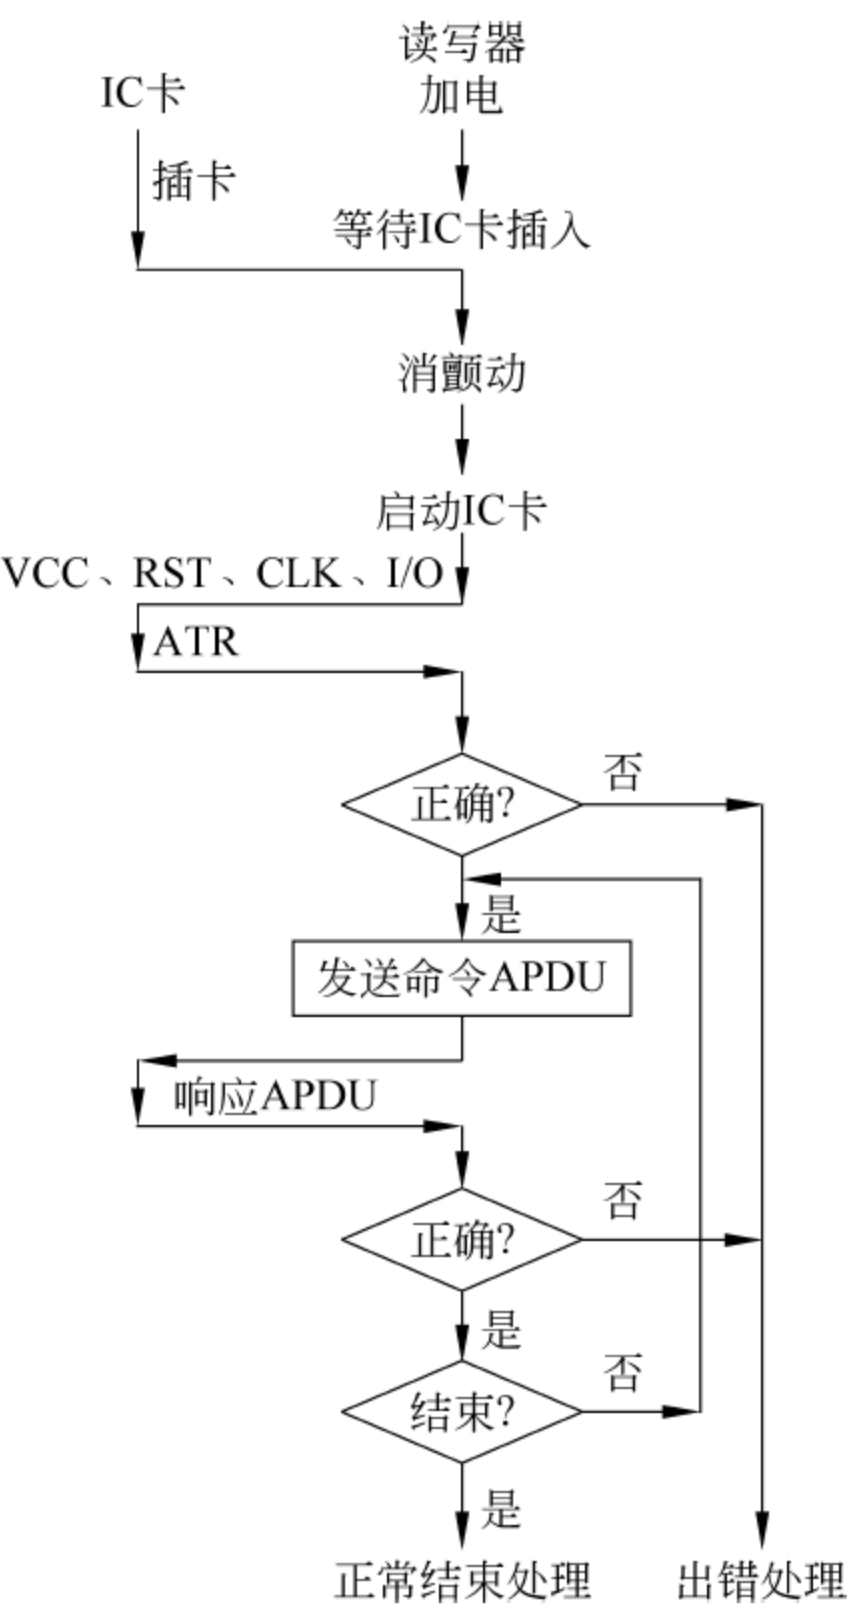 读写器
加电
IC卡
插卡
等待IC卡插入
消颤动
启动IC卡
VCC、RST、CLK、I/O
ATR
正确?
否
是
发送命令APDU
响应APDU
正确?
否
是
结束?
否
是
正常结束处理
出错处理